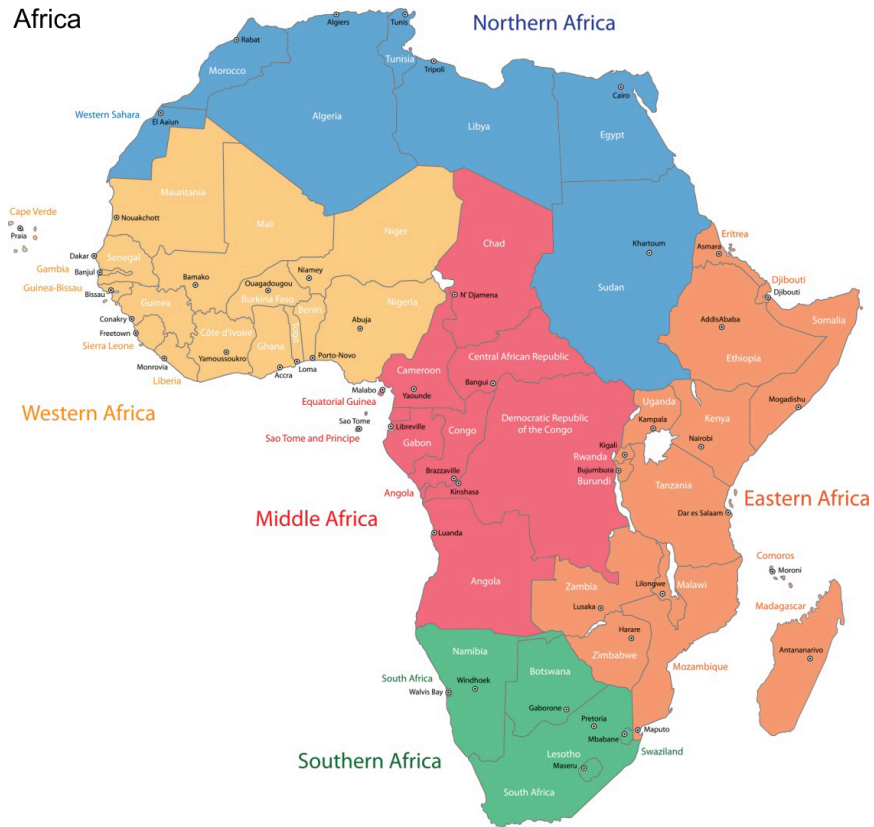 Africa
Northern Africa
Algiers
Tunis
Rabat
Tunisia
Tripoli
Morocco
Cairo
Western Sahara
El Aaiun
Algeria
Libya
Egypt
Mauritania
Mali
Niger
Chad
Cape Verde
Praia
Nouakchott
Khartoum
Eritrea
Asmara
Dakar
Senegal
Gambia
Banjul
Bamako
Niamey
Ouagadougou
Burkina Faso
Guinea-Bissau
Bissau
Guinea
Benin
Nigeria
N' Djamena
Sudan
Djibouti
Djibouti
Somalia
Conakry
Freetown
Sierra Leone
Côte d'Ivoire
Yamoussoukro
Ghana
Togo
Abuja
AddisAbaba
Ethiopia
Monrovia
Liberia
Accra
Loma
Porto-Novo
Central African Republic
Cameroon
Yaounde
Bangui
Malabo
Equatorial Guinea
Western Africa
Uganda
Kampala
Kenya
Nairobi
Mogadishu
Sao Tome
Sao Tome and Principe
Libreville
Gabon
Congo
Democratic Republic
of the Congo
Kigali
Rwanda
Bujumbura
Burundi
Brazzaville
Kinshasa
Angola
Tanzania
Dar es Salaam
Eastern Africa
Middle Africa
Luanda
Angola
Zambia
Lusaka
Lilongwe
Malawi
Comoros
Moroni
Madagascar
Antananarivo
Harare
Zimbabwe
Mozambique
Namibia
South Africa
Walvis Bay
Windhoek
Botswana
Gaborone
Pretoria
Mbabane
Maputo
Swaziland
Southern Africa
Lesotho
Maseru
South Africa